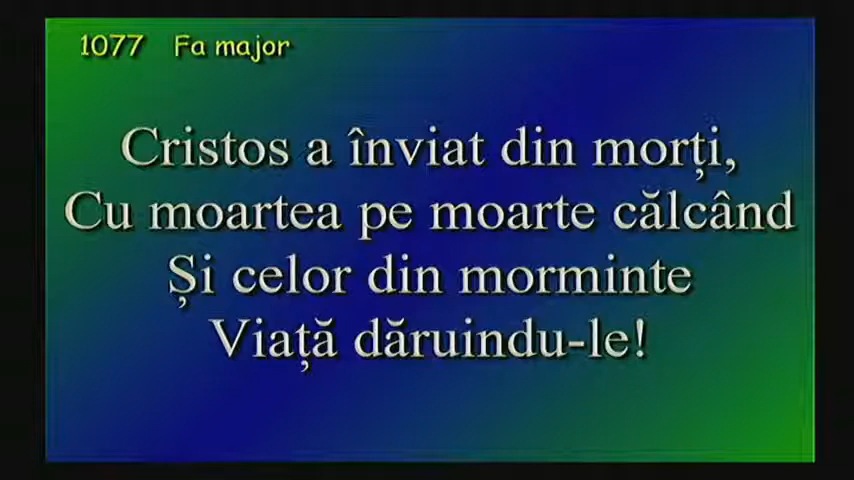 1077 Fa major
Cristos a înviat din morți,
Cu moartea pe moarte călcând
Și celor din morminte
Viață dăruindu-le!